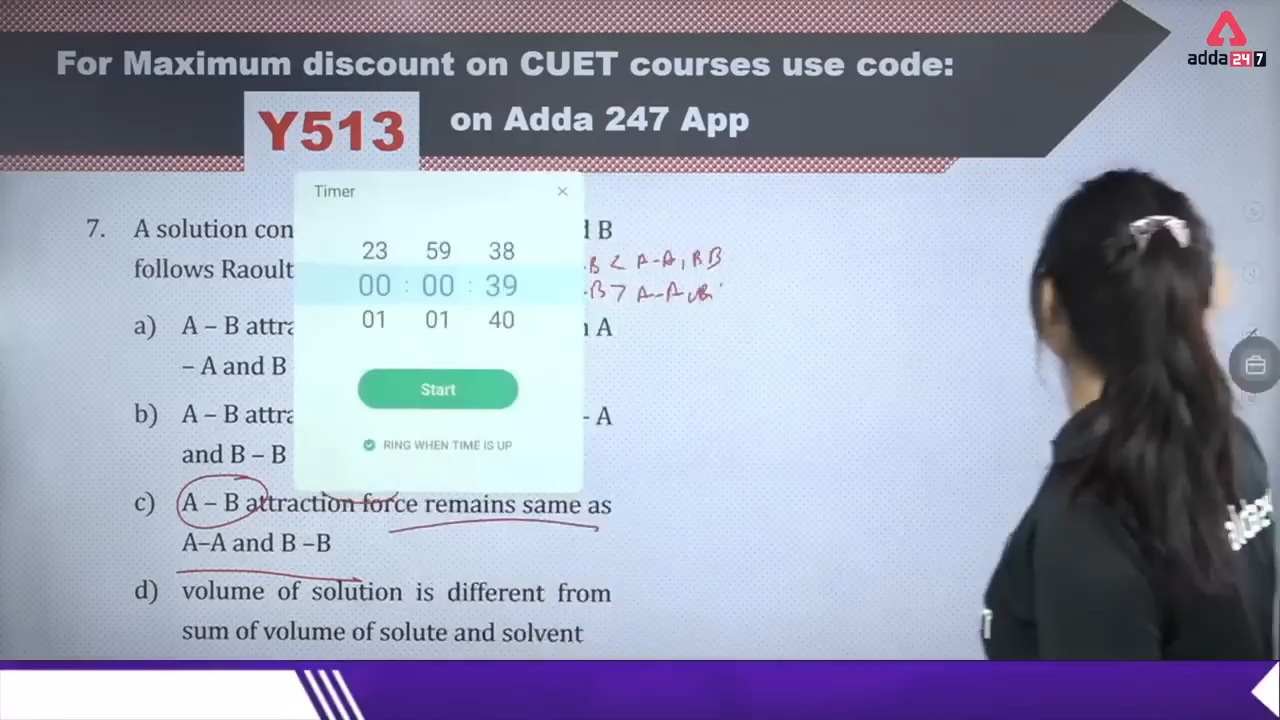 For Maximum discount on CUET courses use code:
Y513 on Adda 247 App
adda 247
Timer
7. A solution con
d B
follows Raoult
B < A-A, BB
B > A-A
23 59 38
00 : 00 : 39
01 01 40
a) A – B attra
A
– A and B
Start
b) A – B attra
- A
and B – B
RING WHEN TIME IS UP
c) A – B attraction force remains same as
A–A and B –B
d) volume of solution is different from
sum of volume of solute and solvent